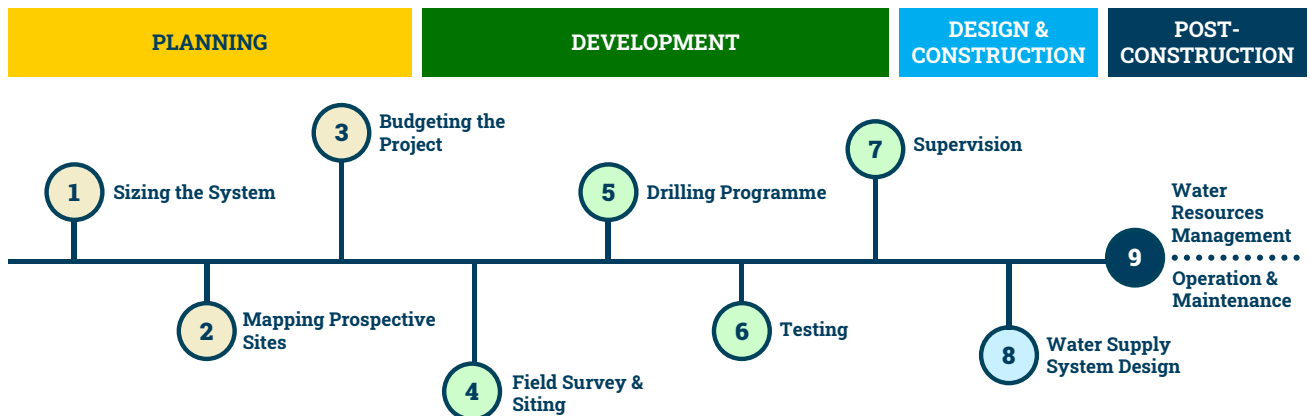 PLANNING
DEVELOPMENT
DESIGN &
CONSTRUCTION
POST-
CONSTRUCTION
1
Sizing the System
2
Mapping Prospective
Sites
3
Budgeting the
Project
4
Field Survey &
Siting
5
Drilling Programme
6
Testing
7
Supervision
8
Water Supply
System Design
9
Water
Resources
Management
Operation &
Maintenance